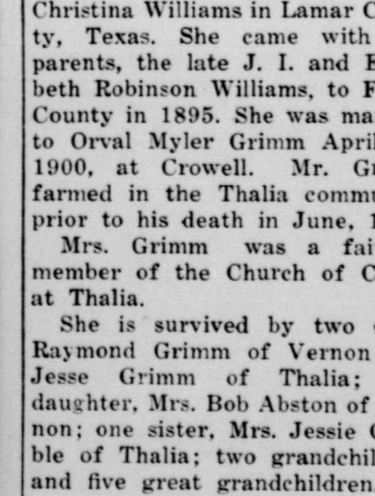 Christina Williams in Lamar C
ty, Texas. She came with
parents, the late J. I. and E
beth Robinson Williams, to F
County in 1895. She was ma
to Orval Myler Grimm April
1900, at Crowell. Mr. Gr
farmed in the Thalia commu
prior to his death in June, 1
Mrs. Grimm was a fai
member of the Church of C
at Thalia.
She is survived by two
Raymond Grimm of Vernon
Jesse Grimm of Thalia;
daughter, Mrs. Bob Abston of
non; one sister, Mrs. Jessie G
ble of Thalia; two grandchil
and five great grandchildren